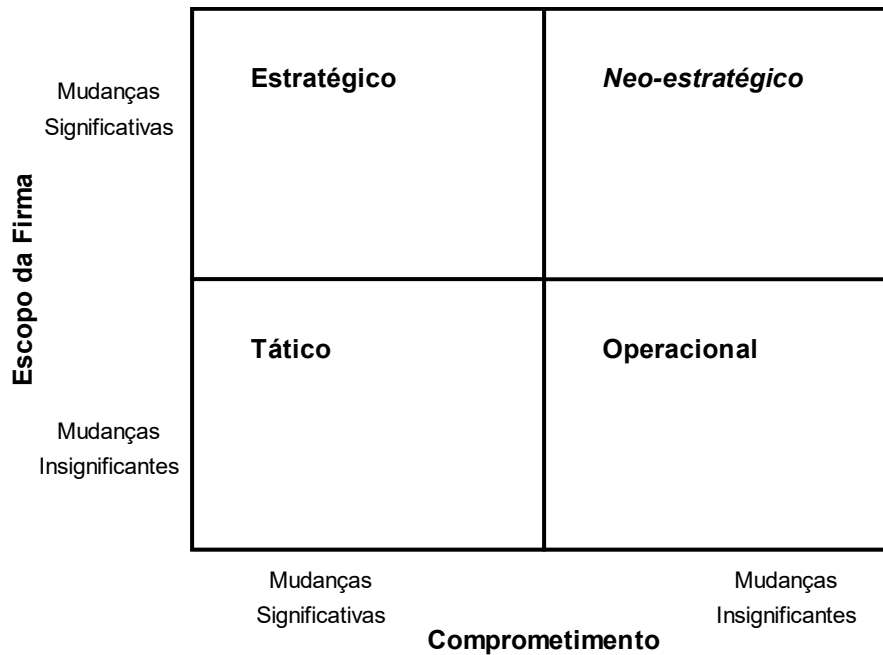 Estratégico
Neo-estratégico
Mudanças
Significativas
Escopo da Firma
Tático
Operacional
Mudanças
Insignificantes
Mudanças
Significativas
Mudanças
Insignificantes
Comprometimento